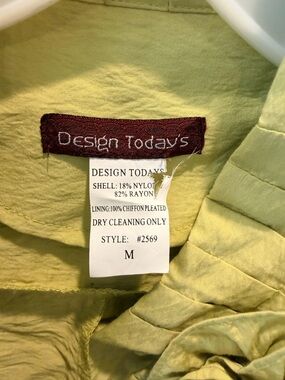 Design Today's
DESIGN TODAYS
SHELL: 18% NYLON
82% RAYON
LINING:100% CHIFFON PLEATED
DRY CLEANING ONLY
STYLE: #2569
M